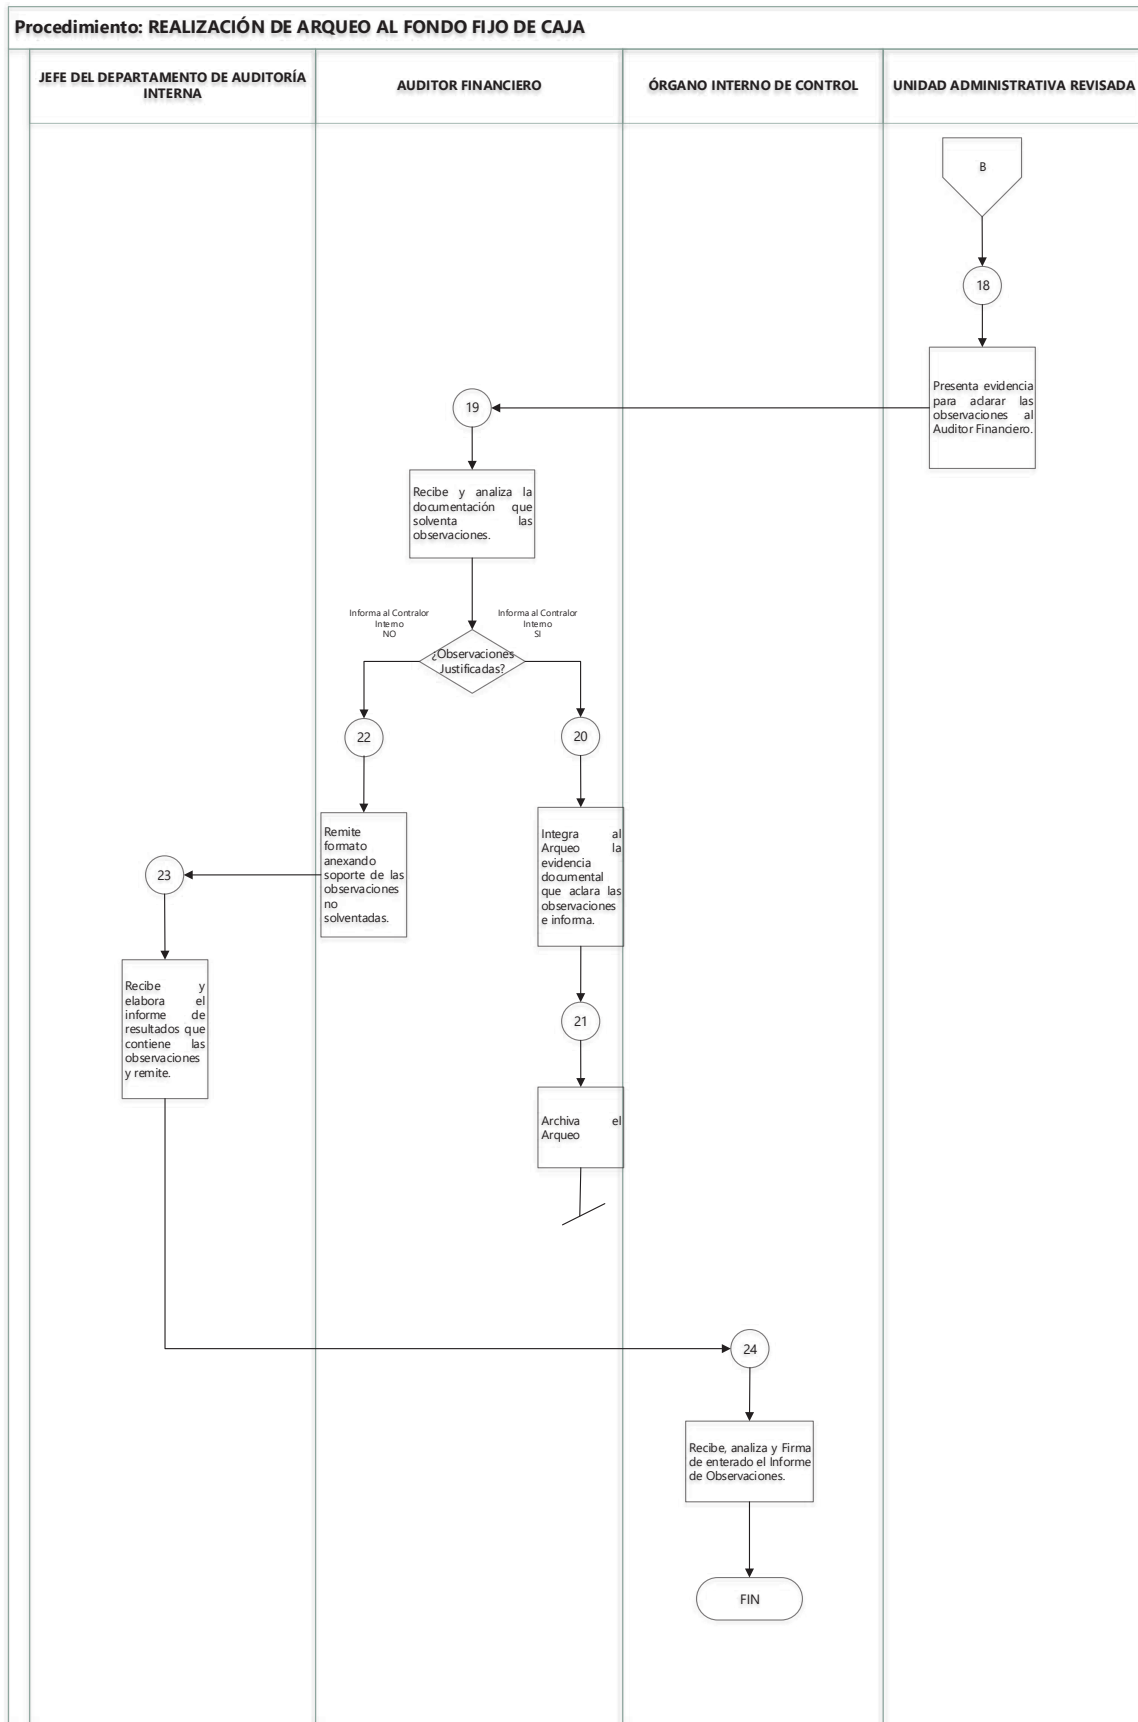 Procedimiento: REALIZACIÓN DE ARQUEO AL FONDO FIJO DE CAJA
JEFE DEL DEPARTAMENTO DE AUDITORÍA
INTERNA
AUDITOR FINANCIERO
ÓRGANO INTERNO DE CONTROL
UNIDAD ADMINISTRATIVA REVISADA
B
18
Presenta evidencia
para aclarar las
observaciones al
Auditor Financiero.
19
Recibe y analiza la
documentación que
solventa las
observaciones.
Informa al Contralor
Interno
NO
Informa al Contralor
Interno
SI
¿Observaciones
Justificadas?
22
20
Remite
formato
anexando
soporte de las
observaciones
no
solventadas.
Integra al
Arqueo la
evidencia
documental
que aclara las
observaciones
e informa.
23
Recibe y
elabora el
informe de
resultados que
contiene las
observaciones
y remite.
21
Archiva el
Arqueo
24
Recibe, analiza y Firma
de enterado el Informe
de Observaciones.
FIN